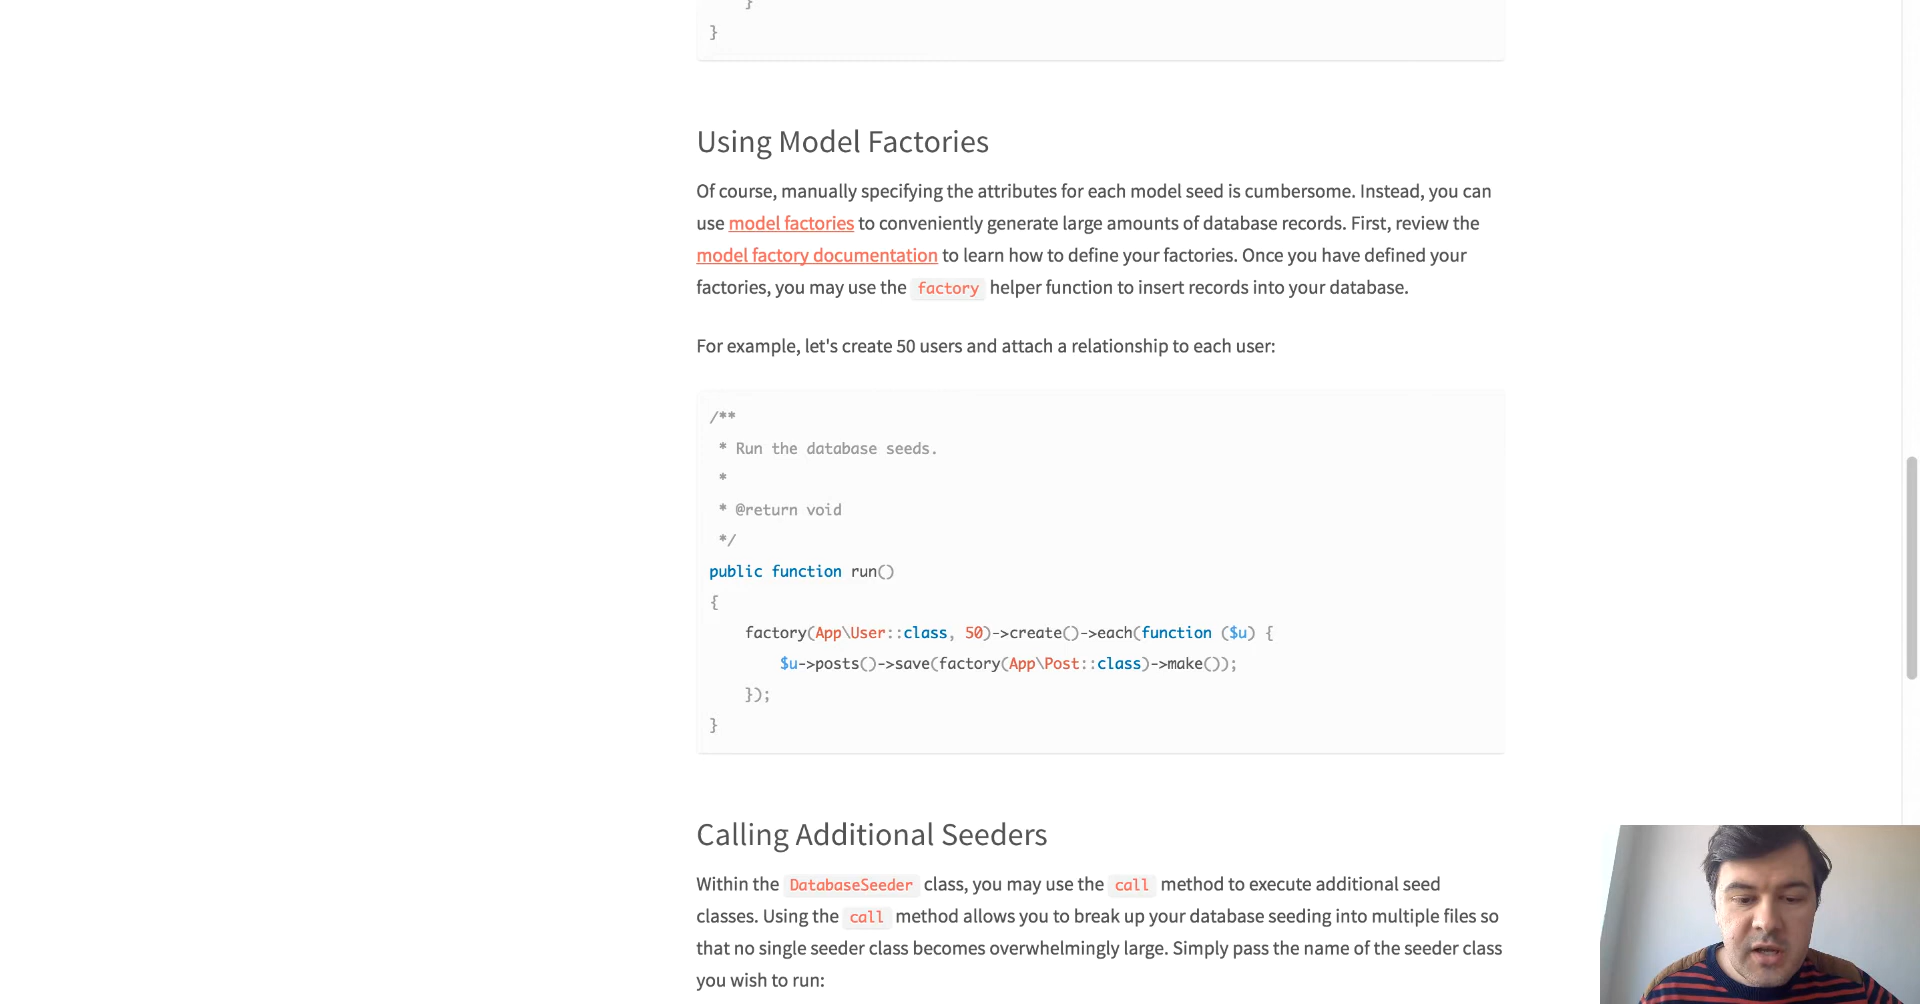 }
}
Using Model Factories
Of course, manually specifying the attributes for each model seed is cumbersome. Instead, you can
use model factories to conveniently generate large amounts of database records. First, review the
model factory documentation to learn how to define your factories. Once you have defined your
factories, you may use the factory helper function to insert records into your database.
For example, let's create 50 users and attach a relationship to each user:
/**
 * Run the database seeds.
 *
 * @return void
 */
public function run()
{
    factory(App\User::class, 50)->create()->each(function ($u) {
        $u->posts()->save(factory(App\Post::class)->make());
    });
}
Calling Additional Seeders
Within the DatabaseSeeder class, you may use the call method to execute additional seed
classes. Using the call method allows you to break up your database seeding into multiple files so
that no single seeder class becomes overwhelmingly large. Simply pass the name of the seeder class
you wish to run: